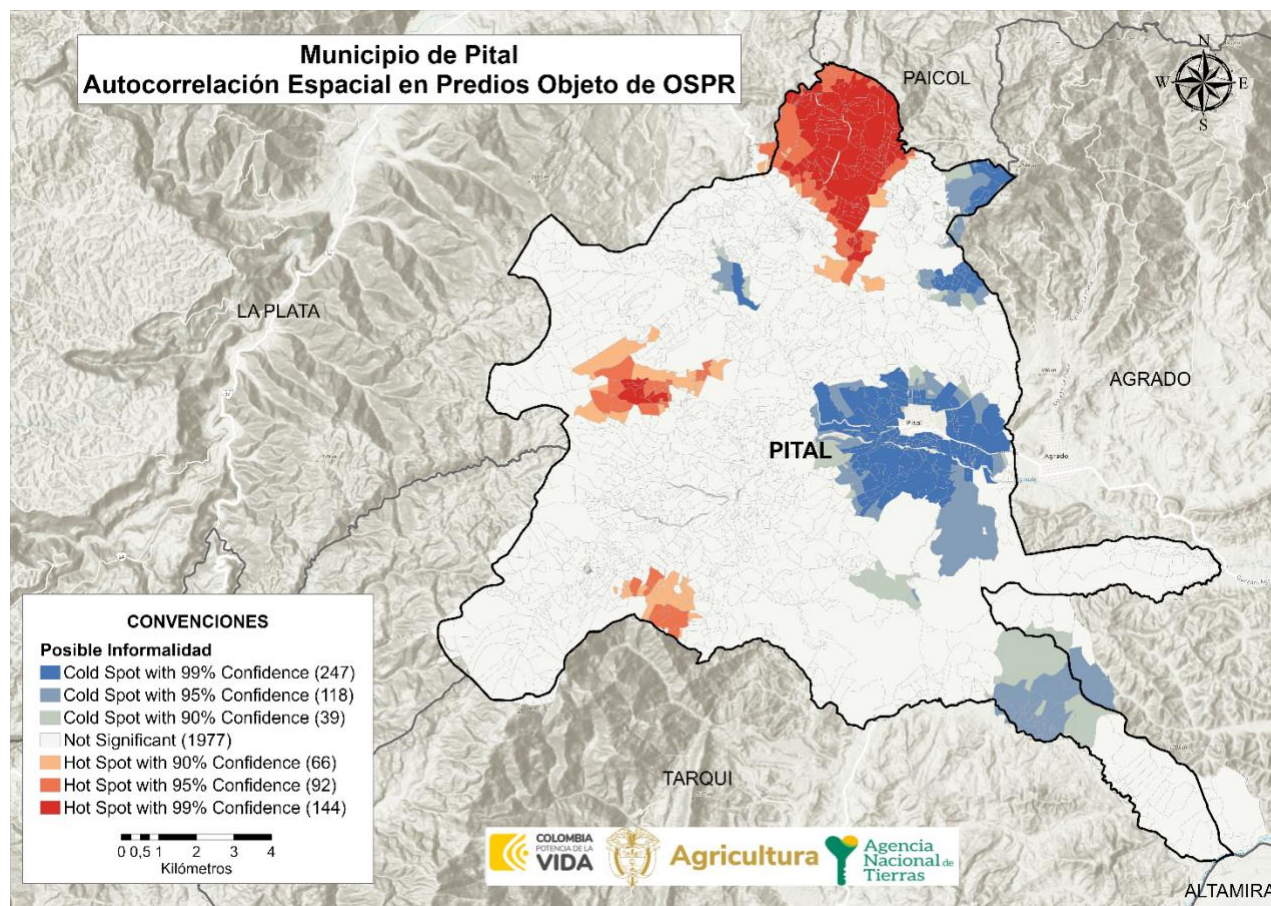 Municipio de Pital
Autocorrelación Espacial en Predios Objeto de OSPR
PAICOL
N
W
E
S
LA PLATA
AGRADO
Pital
PITAL
Agrado
CONVENCIONES
Posible Informalidad
Cold Spot with 99% Confidence (247)
Cold Spot with 95% Confidence (118)
Cold Spot with 90% Confidence (39)
Not Significant (1977)
Hot Spot with 90% Confidence (66)
Hot Spot with 95% Confidence (92)
Hot Spot with 99% Confidence (144)
0 0,5 1 2 3 4
Kilómetros
TARQUI
COLOMBIA
POTENCIA DE LA
VIDA
Agricultura
Agencia
Nacional de
Tierras
ALTAMIRA